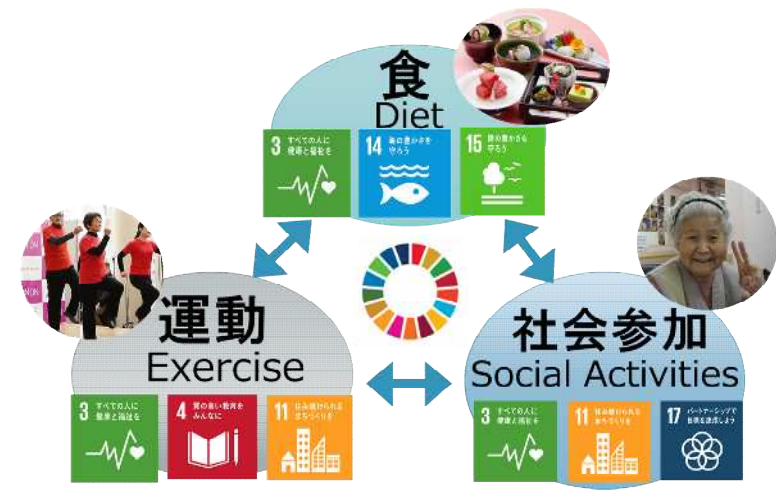 食
Diet
3 すべての人に
健康と福祉を
14 海の豊かさを
守ろう
15 陸の豊かさも
守ろう
運動
Exercise
3 すべての人に
健康と福祉を
4 質の高い教育を
みんなに
11 住み続けられる
まちづくりを
社会参加
Social Activities
3 すべての人に
健康と福祉を
11 住み続けられる
まちづくりを
17 パートナーシップで
目標を達成しよう